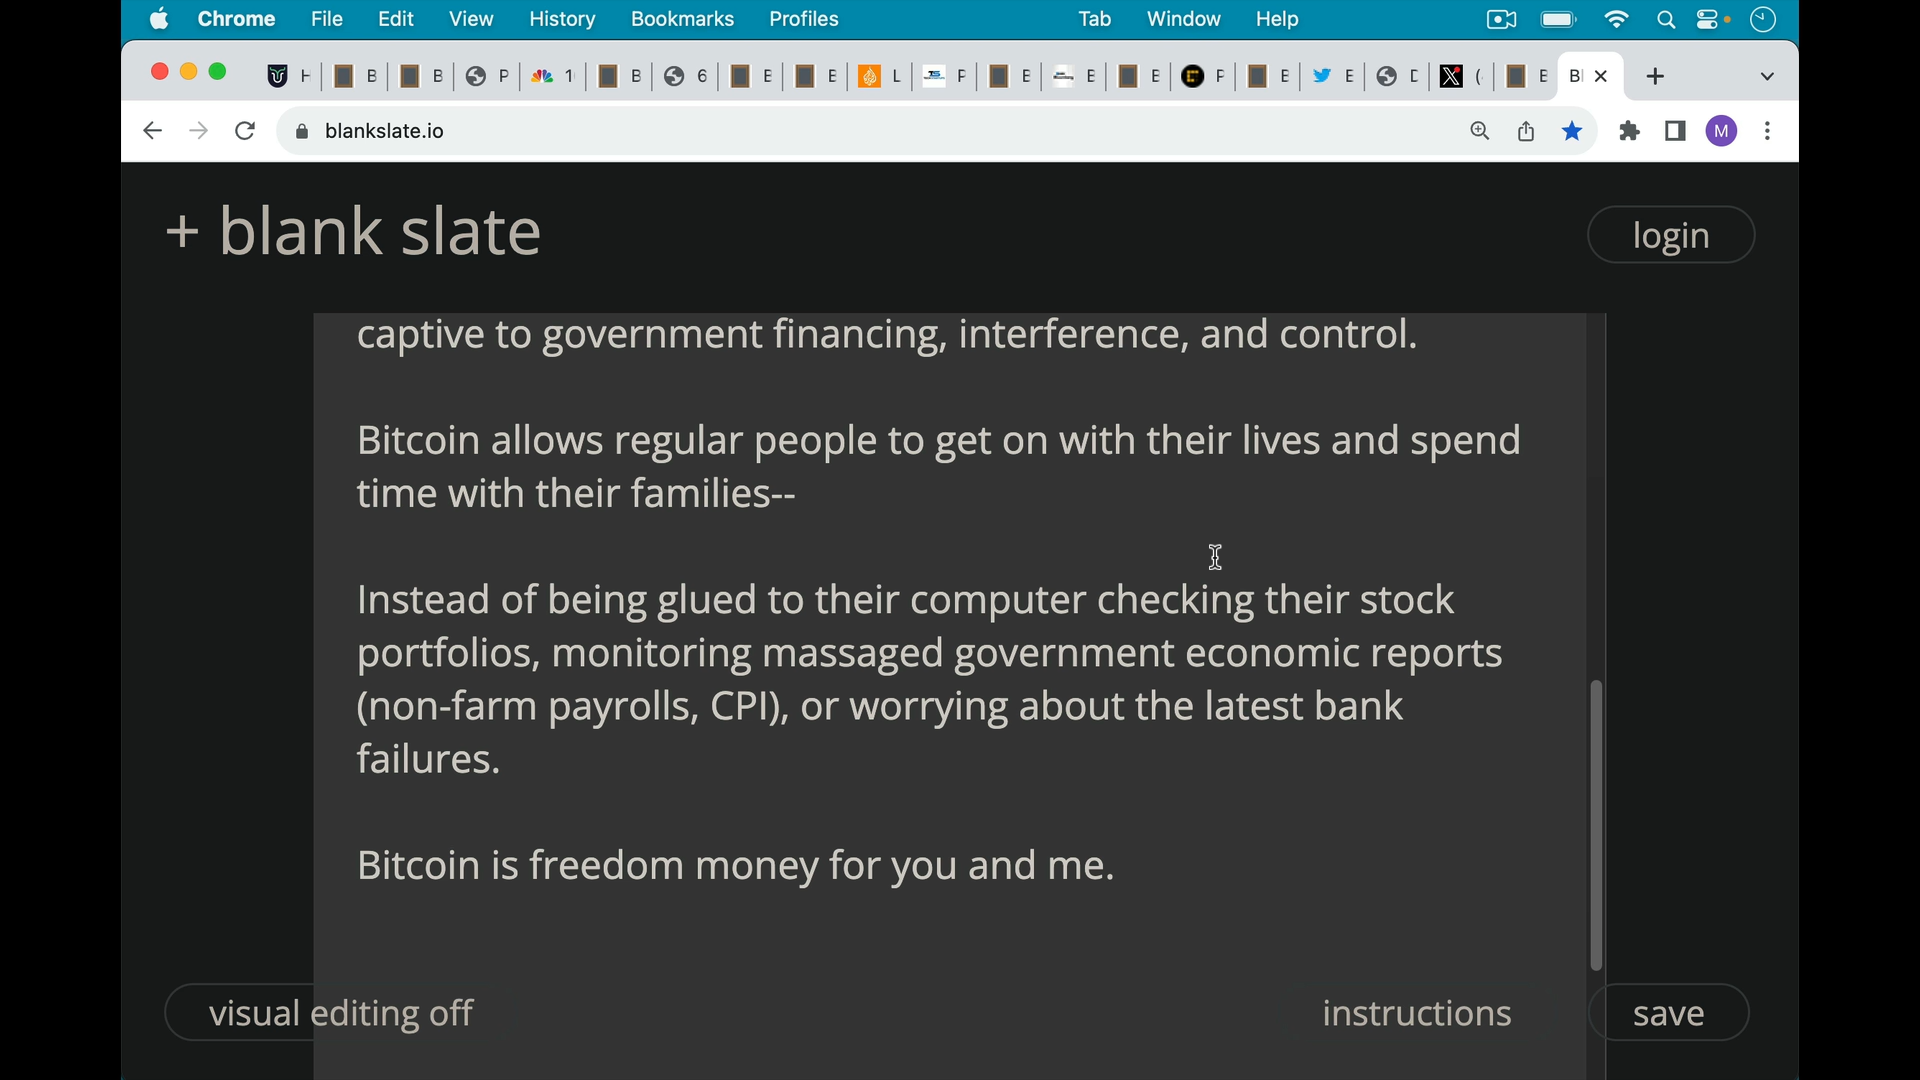 Chrome File Edit View History Bookmarks Profiles Tab Window Help
H B B P 1 B 6 B B L P B B B P B B D ( B Bl
blankslate.io M
+ blank slate
login
captive to government financing, interference, and control.
Bitcoin allows regular people to get on with their lives and spend
time with their families--
Instead of being glued to their computer checking their stock
portfolios, monitoring massaged government economic reports
(non-farm payrolls, CPI), or worrying about the latest bank
failures.
Bitcoin is freedom money for you and me.
visual editing off instructions save